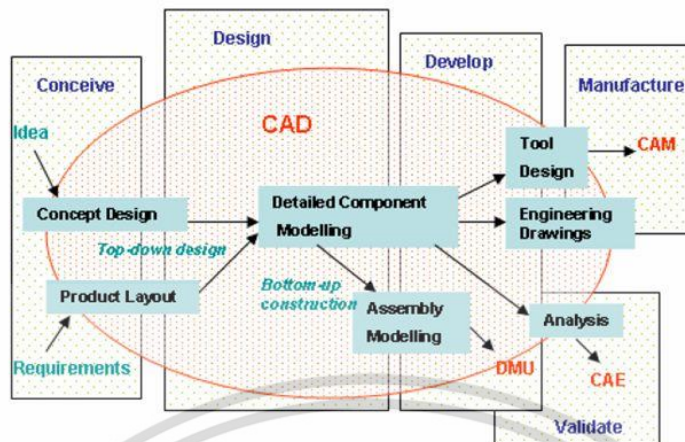 Design
Develop
Conceive
Manufacture
CAD
Idea
Tool
Design
CAM
Concept Design
Detailed Component
Modelling
Engineering
Drawings
Top-down design
Bottom-up
construction
Product Layout
Assembly
Modelling
Analysis
Requirements
DMU
CAE
Validate